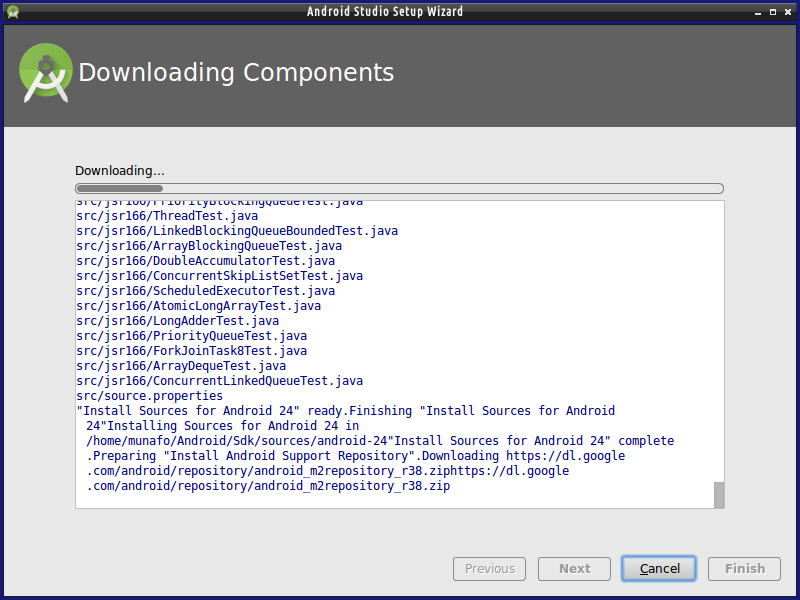 Android Studio Setup Wizard
Downloading Components
Downloading...
src/jsr166/PriorityBlockingQueueTest.java
src/jsr166/ThreadTest.java
src/jsr166/LinkedBlockingQueueBoundedTest.java
src/jsr166/ArrayBlockingQueueTest.java
src/jsr166/DoubleAccumulatorTest.java
src/jsr166/ConcurrentSkipListSetTest.java
src/jsr166/ScheduledExecutorTest.java
src/jsr166/AtomicLongArrayTest.java
src/jsr166/LongAdderTest.java
src/jsr166/PriorityQueueTest.java
src/jsr166/ForkJoinTask8Test.java
src/jsr166/ArrayDequeTest.java
src/jsr166/ConcurrentLinkedQueueTest.java
src/source.properties
"Install Sources for Android 24" ready.Finishing "Install Sources for Android
24"Installing Sources for Android 24 in
/home/munafo/Android/Sdk/sources/android-24"Install Sources for Android 24" complete
.Preparing "Install Android Support Repository".Downloading https://dl.google
.com/android/repository/android_m2repository_r38.ziphttps://dl.google
.com/android/repository/android_m2repository_r38.zip
Previous
Next
Cancel
Finish